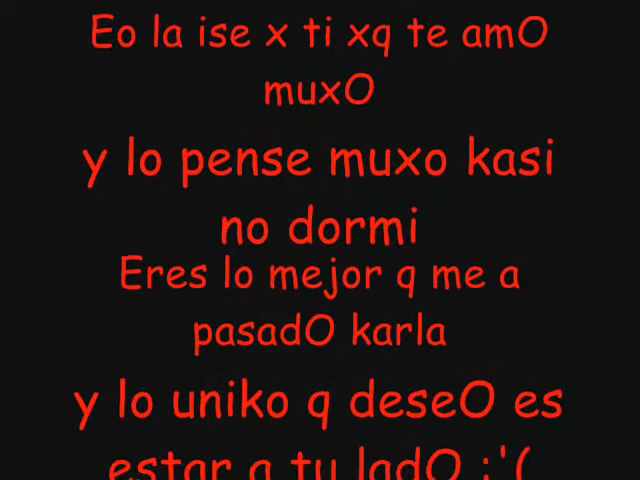 Eo la ise x ti xq te amO
muxO
y lo pense muxo kasi
no dormi
Eres lo mejor q me a
pasadO karla
y lo uniko q deseO es
estar a tu ladO :'(